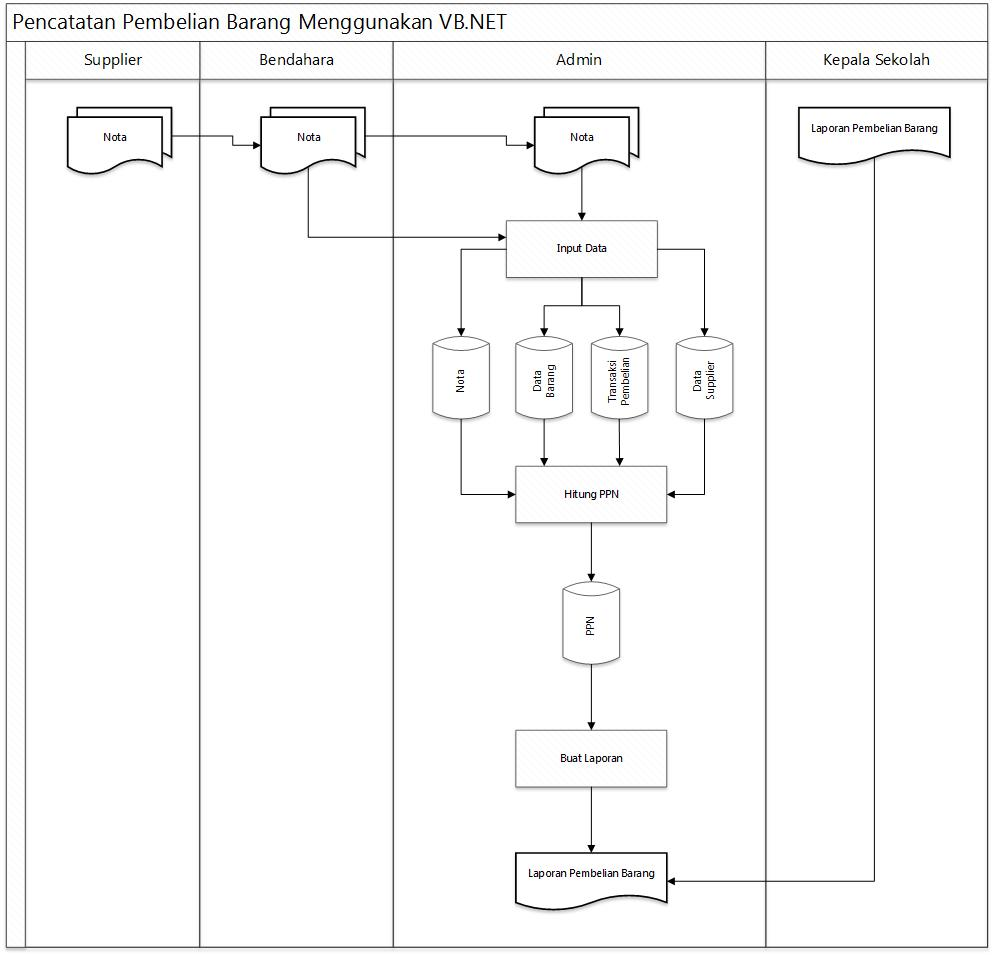 Pencatatan Pembelian Barang Menggunakan VB.NET
Supplier
Bendahara
Admin
Kepala Sekolah
Nota
Nota
Nota
Laporan Pembelian Barang
Input Data
Nota
Data
Barang
Transaksi
Pembelian
Data
Supplier
Hitung PPN
PPN
Buat Laporan
Laporan Pembelian Barang